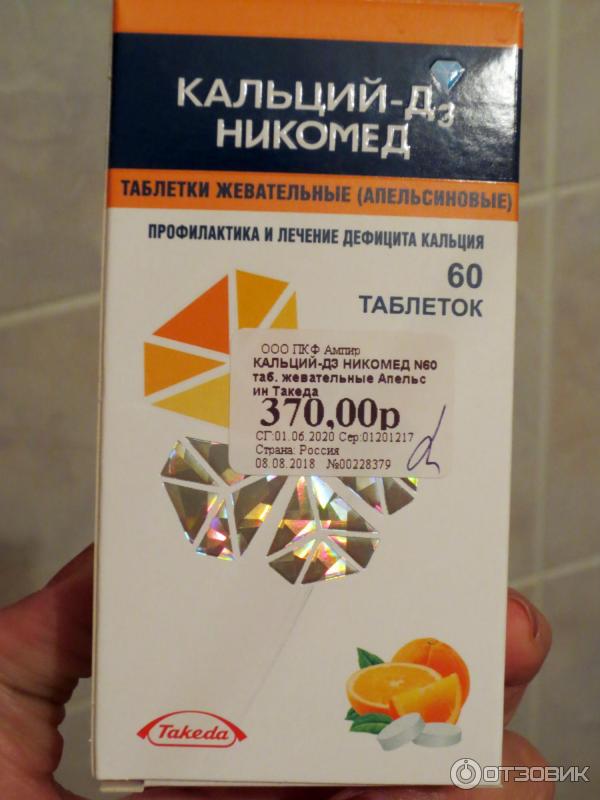 КАЛЬЦИЙ-Д3
НИКОМЕД
ТАБЛЕТКИ ЖЕВАТЕЛЬНЫЕ (АПЕЛЬСИНОВЫЕ)
ПРОФИЛАКТИКА И ЛЕЧЕНИЕ ДЕФИЦИТА КАЛЬЦИЯ
60
ТАБЛЕТОК
ООО ПКФ Ампир
КАЛЬЦИЙ-Д3 НИКОМЕД N60
таб. жевательные Апельс
ин Такеда
370,00р
СГ:01.06.2020 Сер:01201217
Страна: Россия
08.08.2018 №00228379
Takeda
ОТЗОВИК